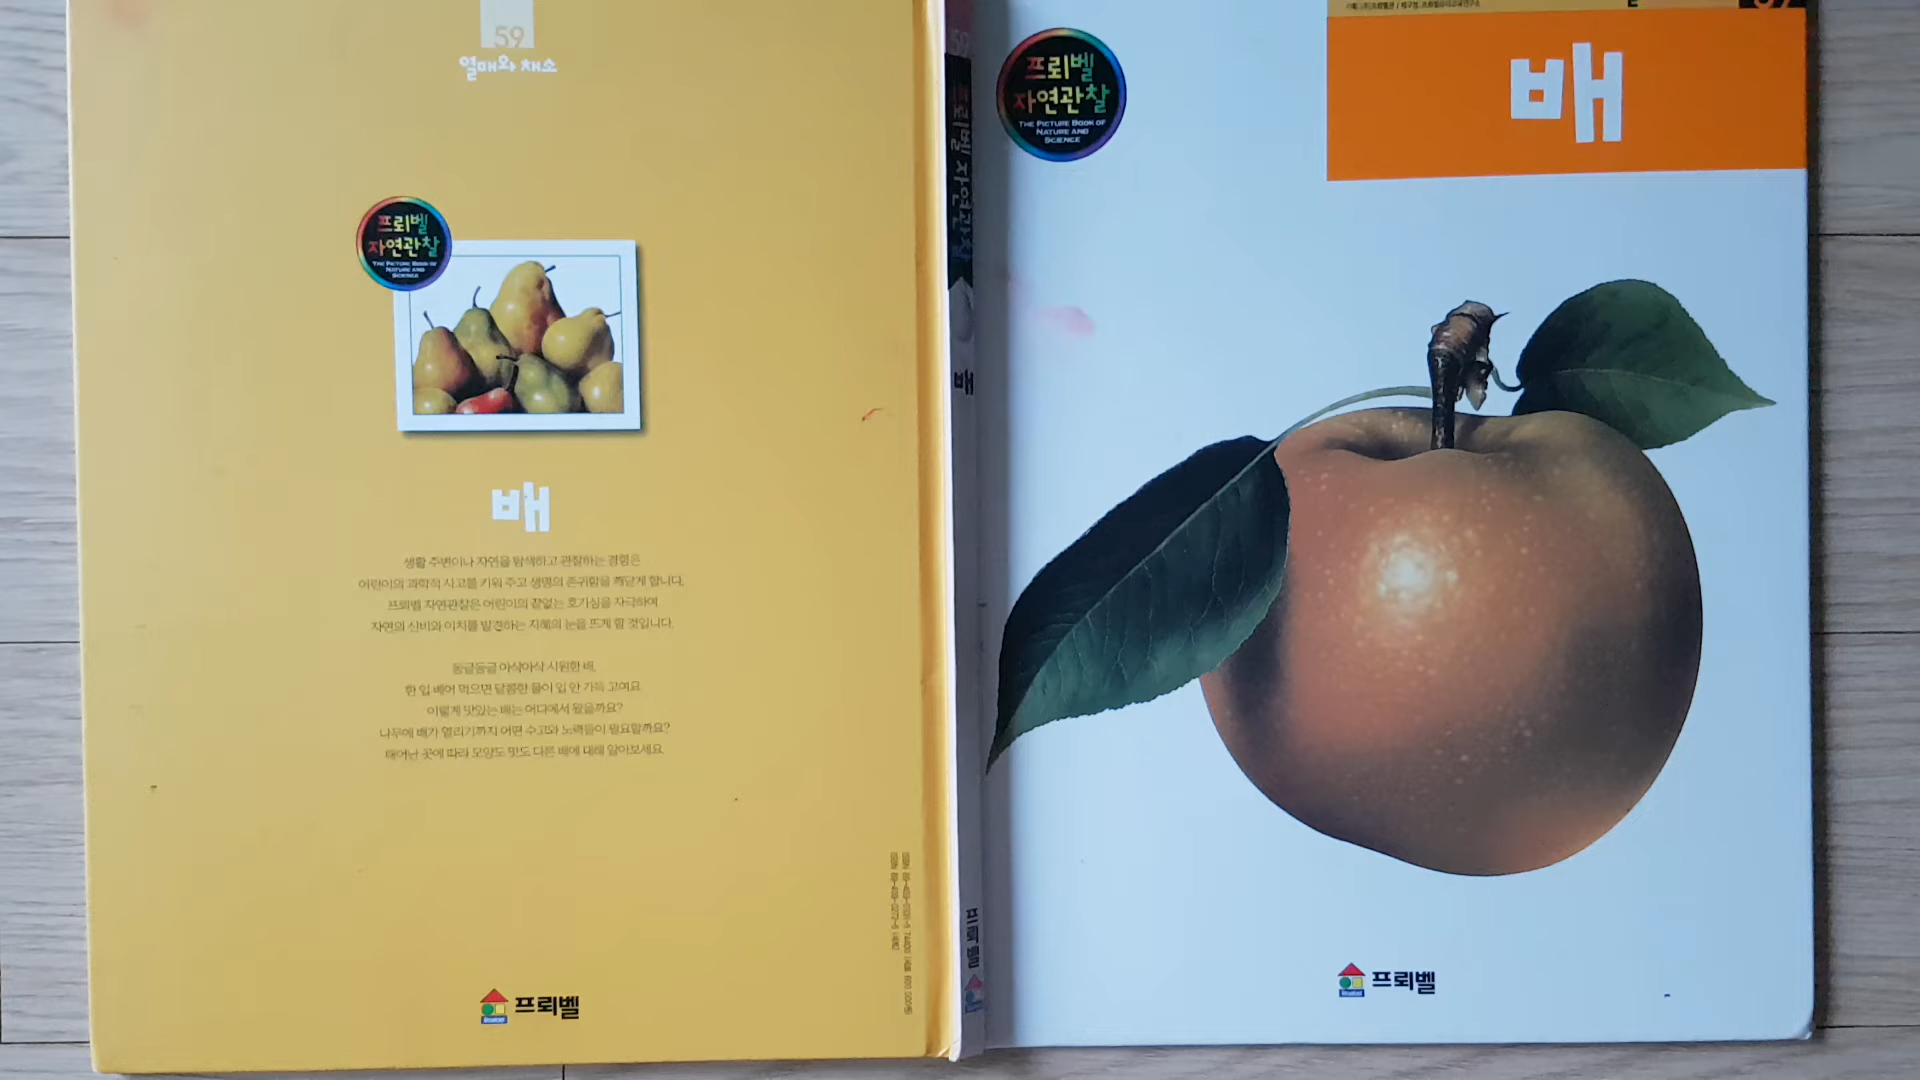 59
열매와 채소
프뢰벨
자연관찰
THE PICTURE BOOK OF
NATURE AND
SCIENCE
배
생활 주변이나 자연을 탐색하고 관찰하는 경험은
어린이의 과학적 사고를 키워 주고 생명의 존귀함을 깨닫게 합니다.
프뢰벨 자연관찰은 어린이의 끝없는 호기심을 자극하여
자연의 신비와 이치를 발견하는 지혜의 눈을 뜨게 할 것입니다.
둥글둥글 아삭아삭 시원한 배.
한 입 베어 먹으면 달콤한 물이 입 안 가득 고여요.
이렇게 맛있는 배는 어디에서 왔을까요?
나무에 배가 열리기까지 어떤 수고와 노력들이 필요할까요?
태어난 곳에 따라 모양도 맛도 다른 배에 대해 알아보세요.
프뢰벨
59
프뢰벨 자연관찰
배
프뢰벨
프뢰벨
자연관찰
THE PICTURE BOOK OF
NATURE AND
SCIENCE
배
프뢰벨